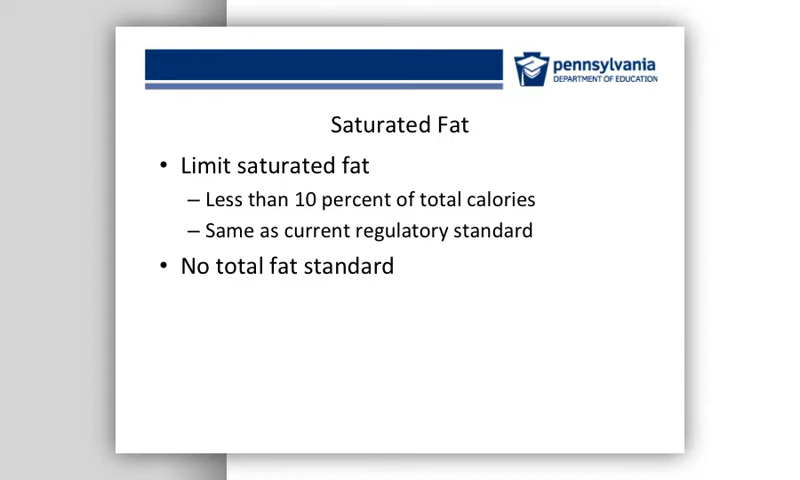 pennsylvania
DEPARTMENT OF EDUCATION
Saturated Fat
• Limit saturated fat
– Less than 10 percent of total calories
– Same as current regulatory standard
• No total fat standard